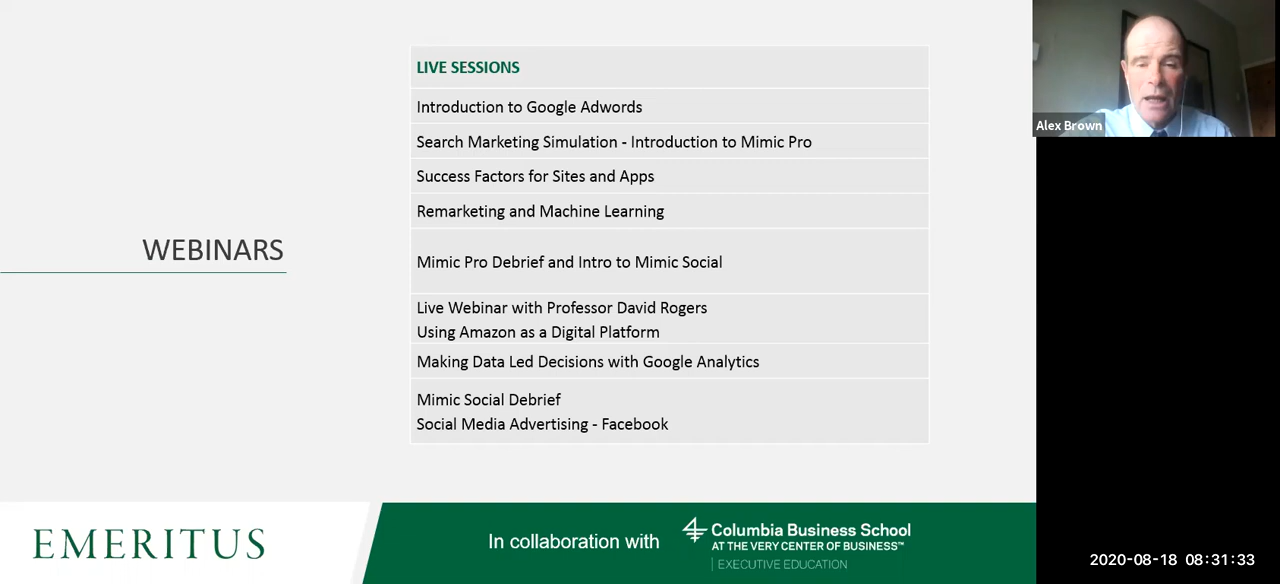 WEBINARS
LIVE SESSIONS
Introduction to Google Adwords
Search Marketing Simulation - Introduction to Mimic Pro
Success Factors for Sites and Apps
Remarketing and Machine Learning
Mimic Pro Debrief and Intro to Mimic Social
Live Webinar with Professor David Rogers
Using Amazon as a Digital Platform
Making Data Led Decisions with Google Analytics
Mimic Social Debrief
Social Media Advertising - Facebook
Alex Brown
EMERITUS
In collaboration with
Columbia Business School
AT THE VERY CENTER OF BUSINESS™
EXECUTIVE EDUCATION
2020-08-18 08:31:33